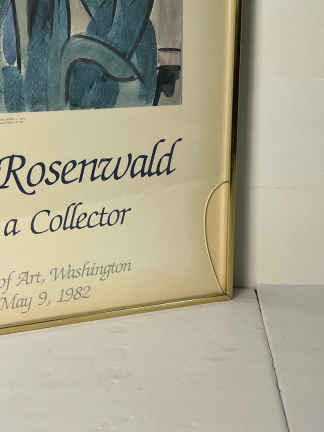 Rosenwald
a Collector
of Art, Washington
May 9, 1982